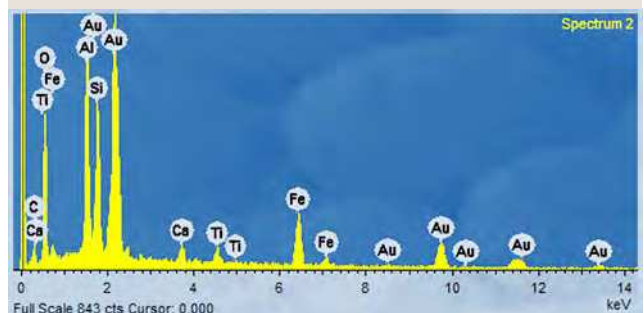 Spectrum 2
Au
O Al Au
Fe
Ti Si
C
Ca Ca Ti Ti Fe Fe Au Au Au Au Au
0 2 4 6 8 10 12 14
Full Scale 843 cts Cursor: 0.000 keV